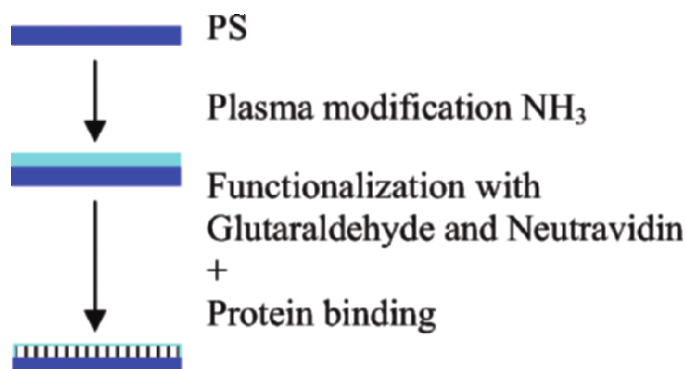 PS
Plasma modification NH₃
Functionalization with
Glutaraldehyde and Neutravidin
+
Protein binding